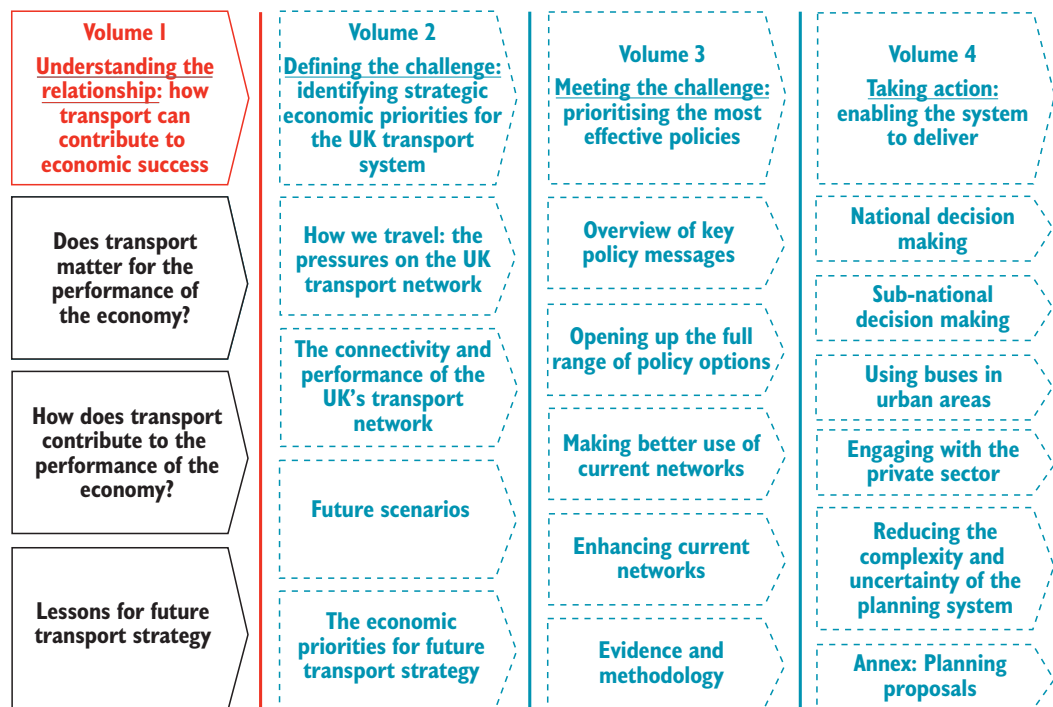 Volume 1
Understanding the
relationship: how
transport can
contribute to
economic success
Does transport
matter for the
performance of
the economy?
How does transport
contribute to the
performance of the
economy?
Lessons for future
transport strategy
Volume 2
Defining the challenge:
identifying strategic
economic priorities for
the UK transport
system
How we travel: the
pressures on the UK
transport network
The connectivity and
performance of the
UK's transport
network
Future scenarios
The economic
priorities for future
transport strategy
Volume 3
Meeting the challenge:
prioritising the most
effective policies
Overview of key
policy messages
Opening up the full
range of policy options
Making better use of
current networks
Enhancing current
networks
Evidence and
methodology
Volume 4
Taking action:
enabling the system
to deliver
National decision
making
Sub-national
decision making
Using buses in
urban areas
Engaging with the
private sector
Reducing the
complexity and
uncertainty of the
planning system
Annex: Planning
proposals